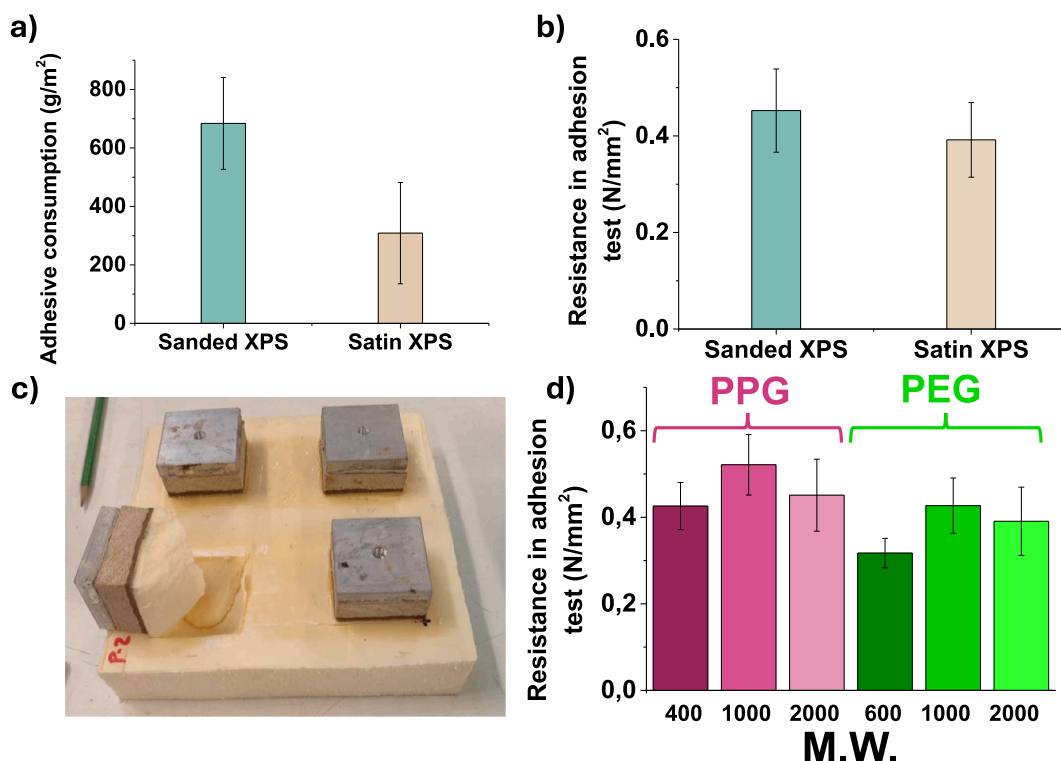 a)
Adhesive consumption (g/m²)
800
600
400
200
0
Sanded XPS Satin XPS
b)
Resistance in adhesion
test (N/mm²)
0.6
0.4
0.2
0.0
Sanded XPS Satin XPS
c)
P-2
d)
PPG PEG
Resistance in adhesion
test (N/mm²)
0,6
0,4
0,2
0,0
400 1000 2000 600 1000 2000
M.W.